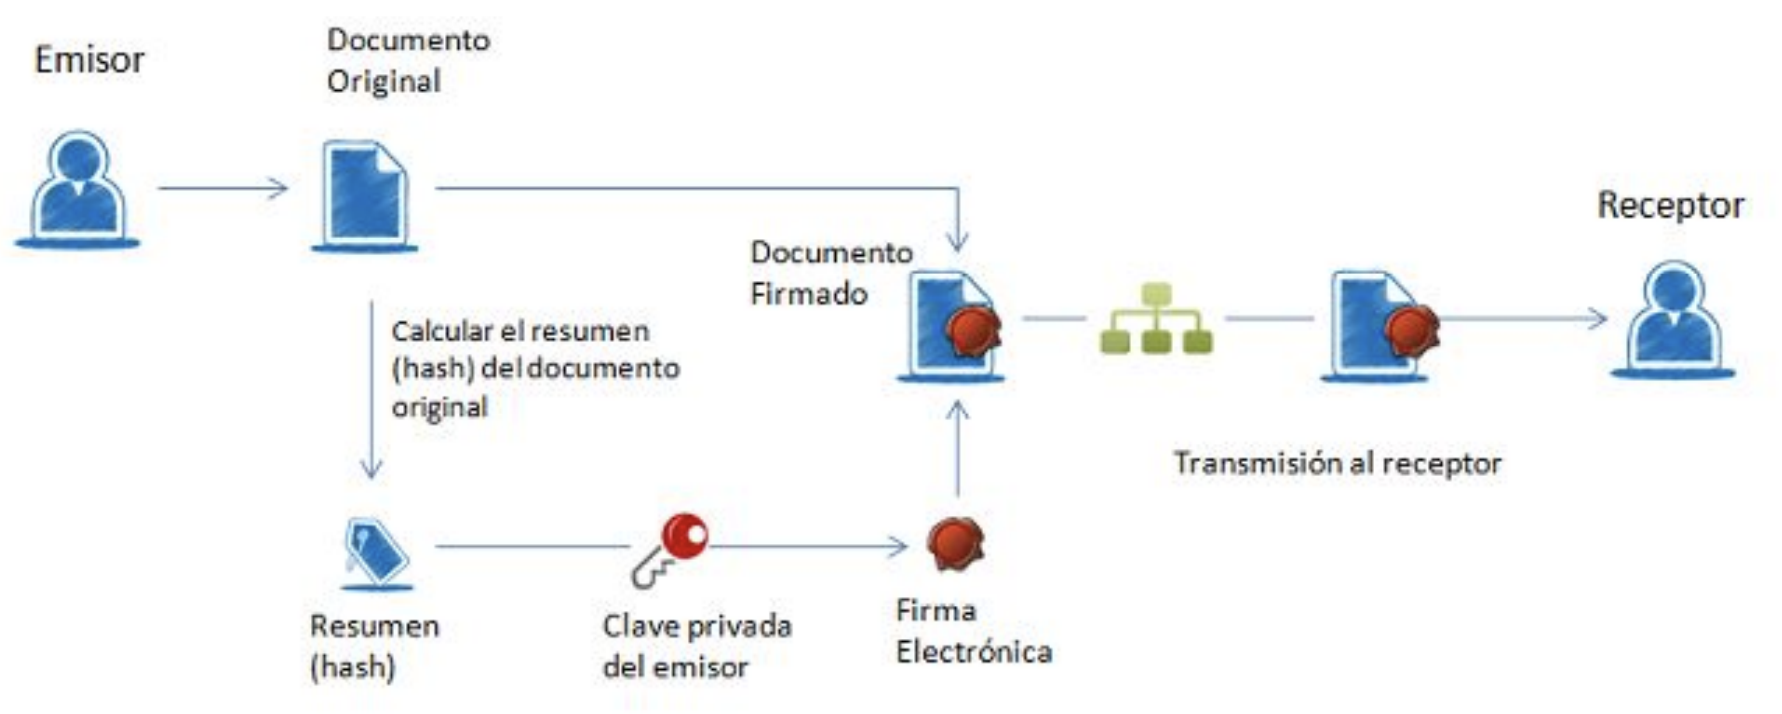 Emisor
Documento
Original
Receptor
Documento
Firmado
Calcular el resumen
(hash) del documento
original
Transmisión al receptor
Resumen
(hash)
Clave privada
del emisor
Firma
Electrónica